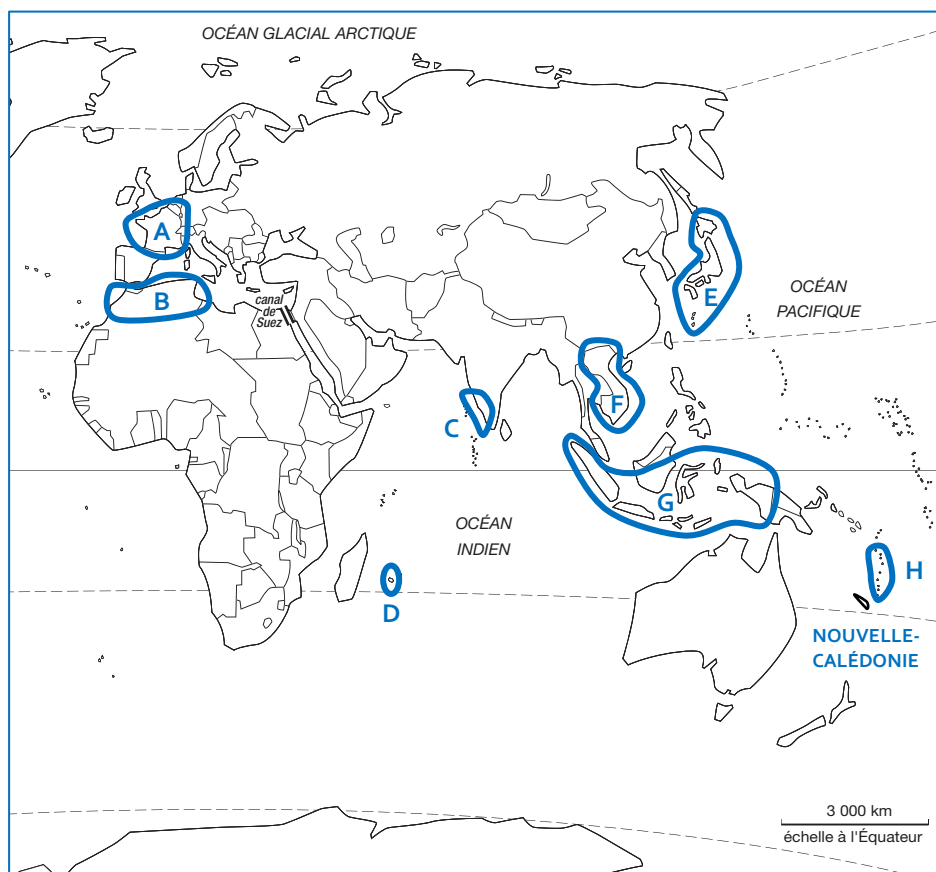 OCÉAN GLACIAL ARCTIQUE
A
B
canal
de
Suez
E
OCÉAN
PACIFIQUE
C
F
G
OCÉAN
INDIEN
D
H
NOUVELLE-
CALÉDONIE
3 000 km
échelle à l'Équateur